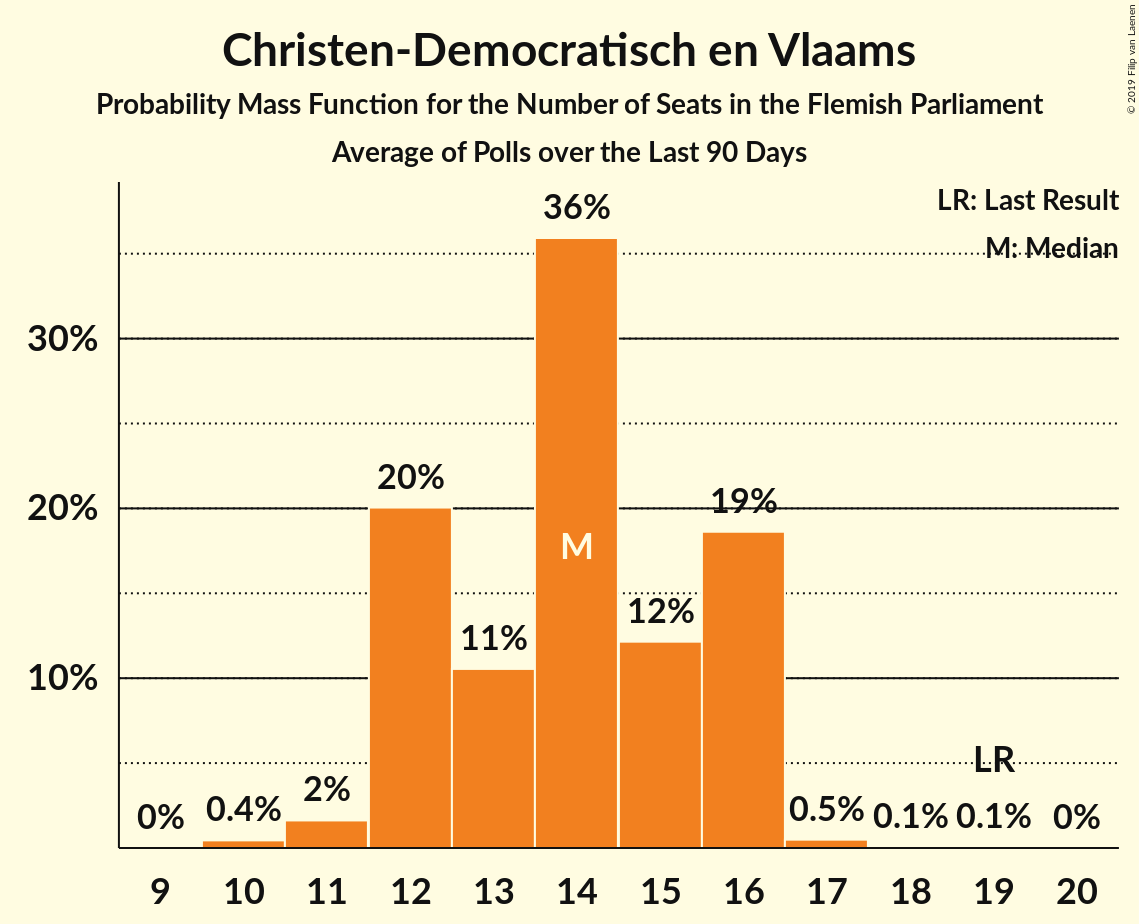 © 2019 Filip van Laenen
Christen-Democratisch en Vlaams
Probability Mass Function for the Number of Seats in the Flemish Parliament
Average of Polls over the Last 90 Days
LR: Last Result
M: Median
36%
30%
20%
20%
19%
M
12%
11%
10%
LR
2%
0%
0.4%
0.5%
0.1%
0.1%
0%
9 10 11 12 13 14 15 16 17 18 19 20